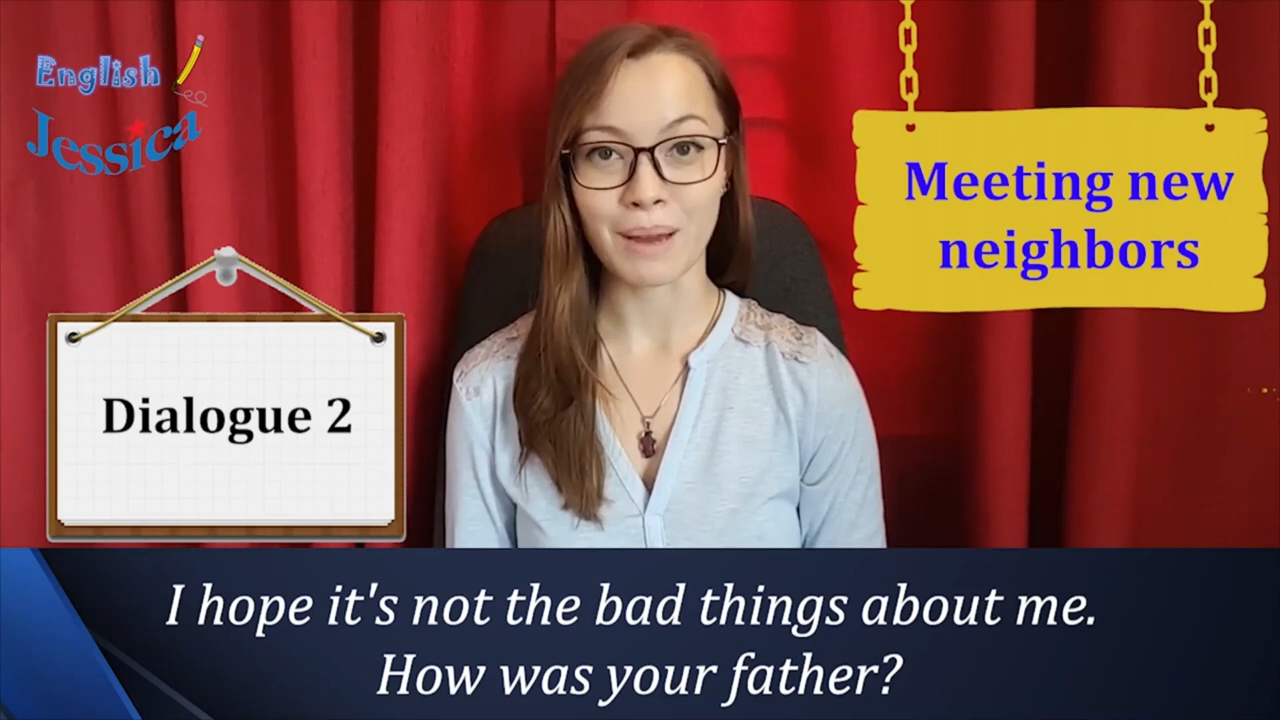 English
Jessica
Meeting new
neighbors
Dialogue 2
I hope it's not the bad things about me.
How was your father?